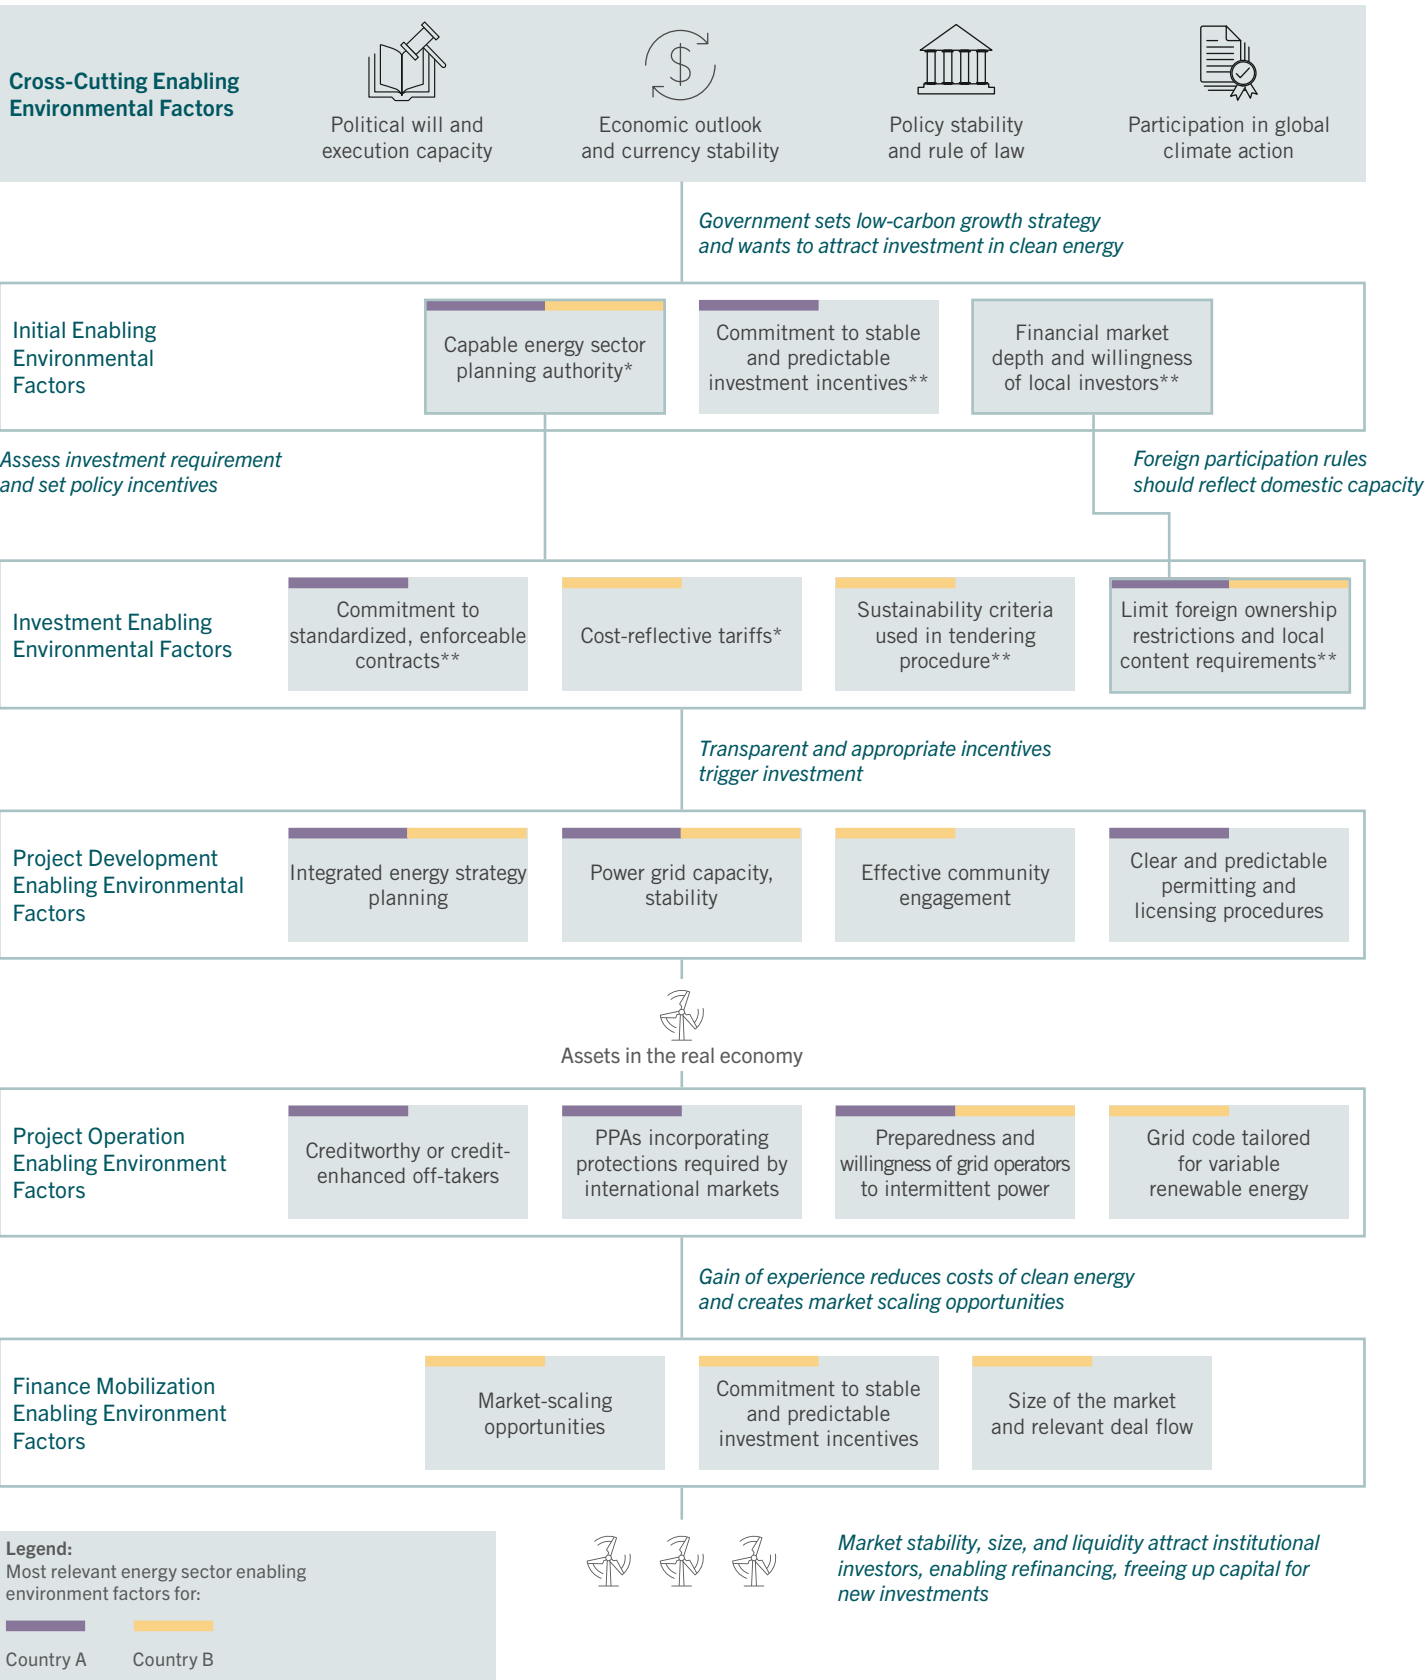 Cross-Cutting Enabling
Environmental Factors
Political will and
execution capacity
Economic outlook
and currency stability
Policy stability
and rule of law
Participation in global
climate action
Government sets low-carbon growth strategy
and wants to attract investment in clean energy
Initial Enabling
Environmental
Factors
Capable energy sector
planning authority*
Commitment to stable
and predictable
investment incentives**
Financial market
depth and willingness
of local investors**
Assess investment requirement
and set policy incentives
Foreign participation rules
should reflect domestic capacity
Investment Enabling
Environmental Factors
Commitment to
standardized, enforceable
contracts**
Cost-reflective tariffs*
Sustainability criteria
used in tendering
procedure**
Limit foreign ownership
restrictions and local
content requirements**
Transparent and appropriate incentives
trigger investment
Project Development
Enabling Environmental
Factors
Integrated energy strategy
planning
Power grid capacity,
stability
Effective community
engagement
Clear and predictable
permitting and
licensing procedures
Assets in the real economy
Project Operation
Enabling Environment
Factors
Creditworthy or credit-
enhanced off-takers
PPAs incorporating
protections required by
international markets
Preparedness and
willingness of grid operators
to intermittent power
Grid code tailored
for variable
renewable energy
Gain of experience reduces costs of clean energy
and creates market scaling opportunities
Finance Mobilization
Enabling Environment
Factors
Market-scaling
opportunities
Commitment to stable
and predictable
investment incentives
Size of the market
and relevant deal flow
Market stability, size, and liquidity attract institutional
investors, enabling refinancing, freeing up capital for
new investments
Legend:
Most relevant energy sector enabling
environment factors for:
Country A
Country B